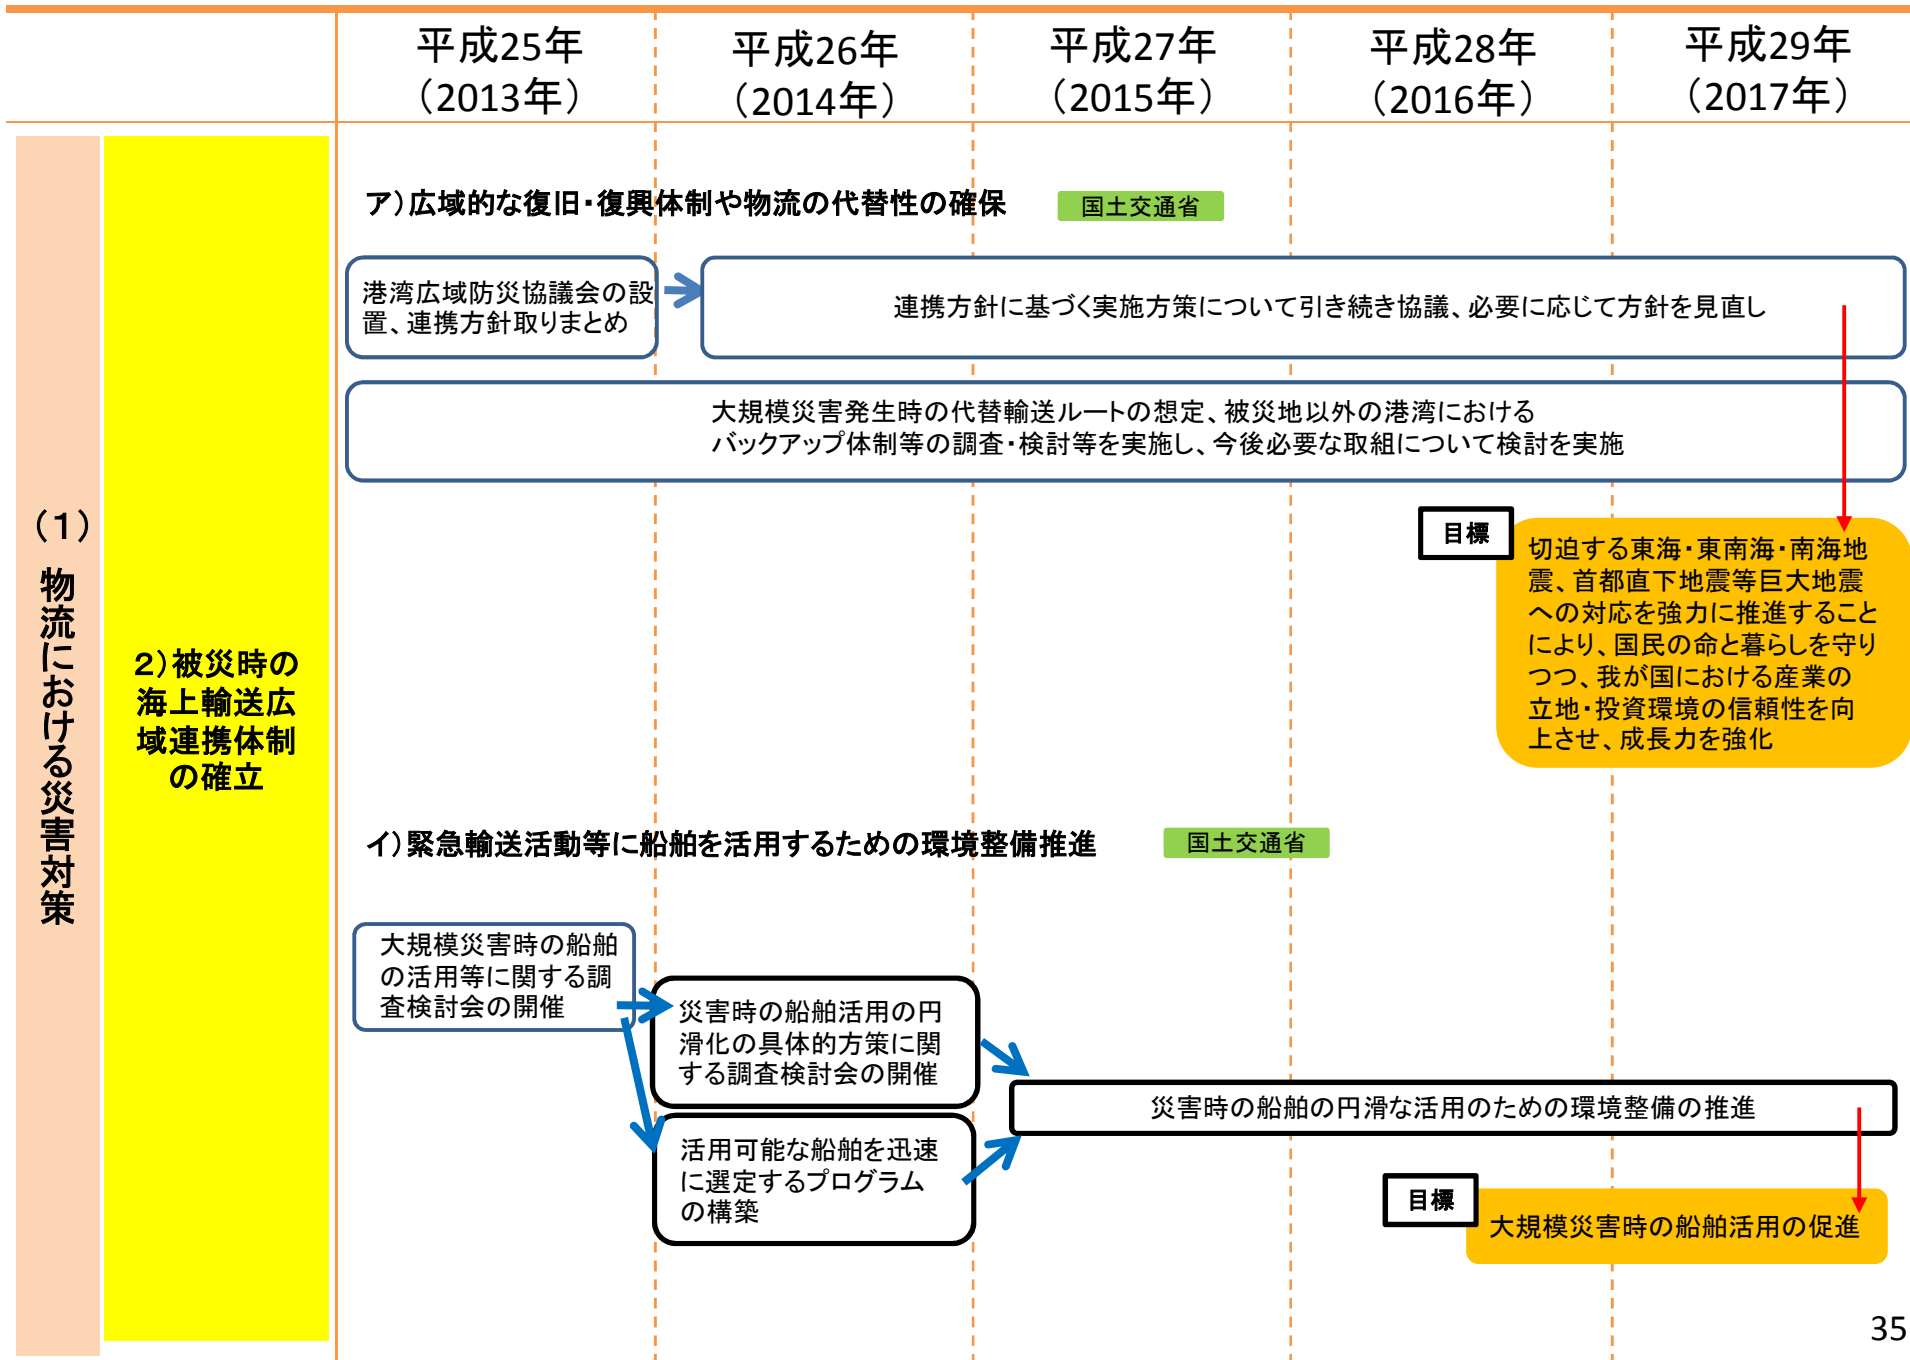 平成25年
（2013年）
平成26年
（2014年）
平成27年
（2015年）
平成28年
（2016年）
平成29年
（2017年）
（１）物流における災害対策
２）被災時の
海上輸送広
域連携体制
の確立
ア）広域的な復旧・復興体制や物流の代替性の確保
国土交通省
港湾広域防災協議会の設
置、連携方針取りまとめ
連携方針に基づく実施方策について引き続き協議、必要に応じて方針を見直し
大規模災害発生時の代替輸送ルートの想定、被災地以外の港湾における
バックアップ体制等の調査・検討等を実施し、今後必要な取組について検討を実施
目標
切迫する東海・東南海・南海地
震、首都直下地震等巨大地震
への対応を強力に推進すること
により、国民の命と暮らしを守り
つつ、我が国における産業の
立地・投資環境の信頼性を向
上させ、成長力を強化
イ）緊急輸送活動等に船舶を活用するための環境整備推進
国土交通省
大規模災害時の船舶
の活用等に関する調
査検討会の開催
災害時の船舶活用の円
滑化の具体的方策に関
する調査検討会の開催
活用可能な船舶を迅速
に選定するプログラム
の構築
災害時の船舶の円滑な活用のための環境整備の推進
目標
大規模災害時の船舶活用の促進
35